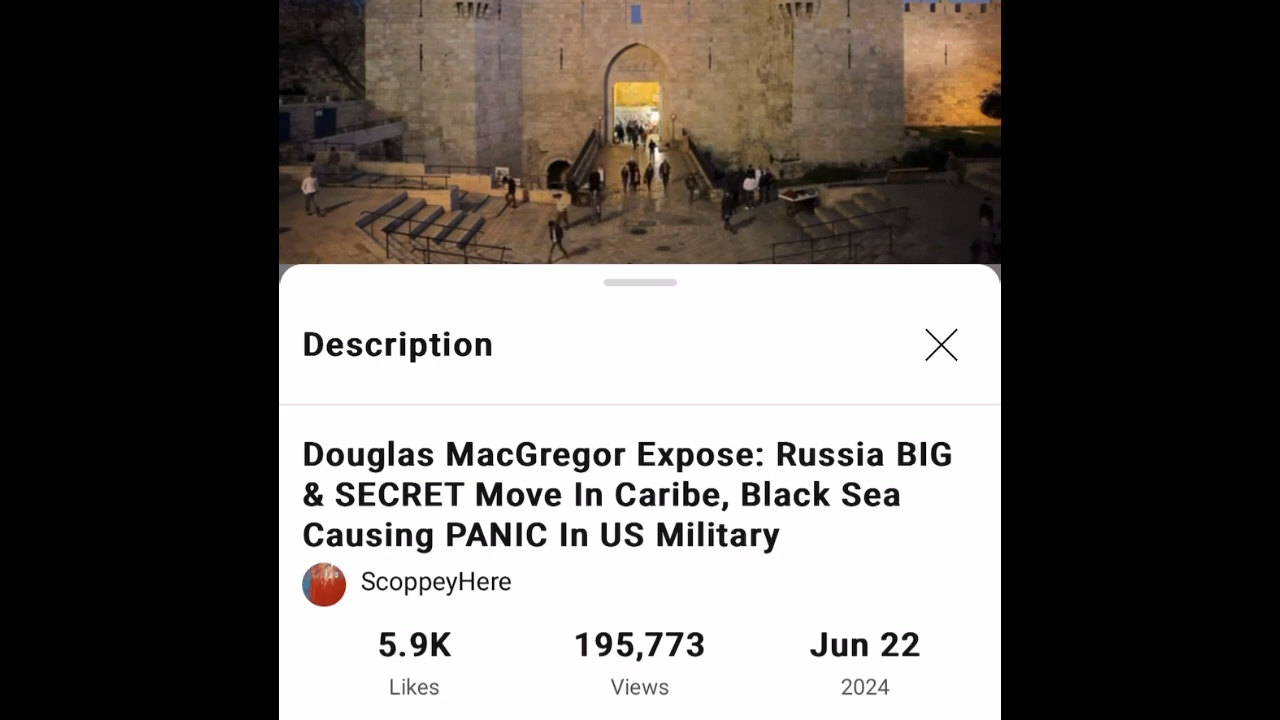 Description
Douglas MacGregor Expose: Russia BIG
& SECRET Move In Caribe, Black Sea
Causing PANIC In US Military
ScoppeyHere
5.9K 195,773 Jun 22
Likes Views 2024